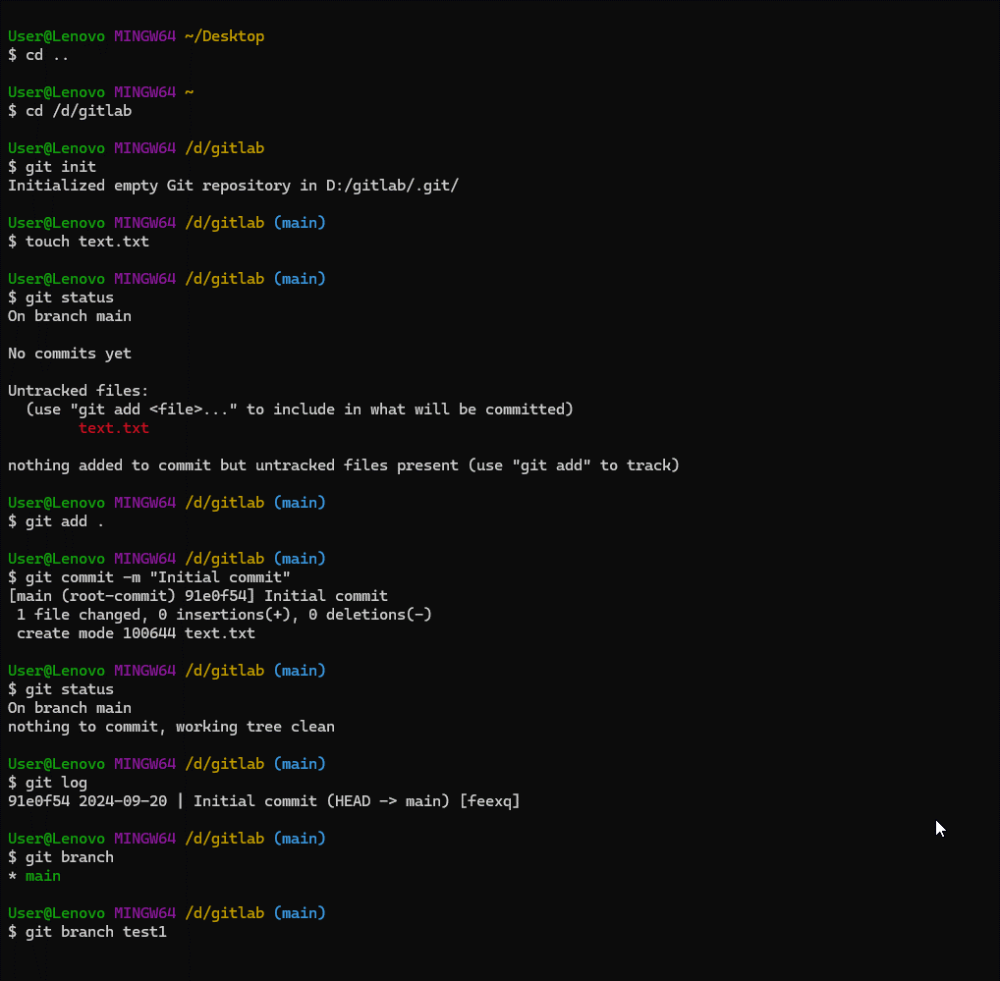 User@Lenovo MINGW64 ~/Desktop
$ cd ..
User@Lenovo MINGW64 ~
$ cd /d/gitlab
User@Lenovo MINGW64 /d/gitlab
$ git init
Initialized empty Git repository in D:/gitlab/.git/
User@Lenovo MINGW64 /d/gitlab (main)
$ touch text.txt
User@Lenovo MINGW64 /d/gitlab (main)
$ git status
On branch main
No commits yet
Untracked files:
  (use "git add <file>..." to include in what will be committed)
        text.txt
nothing added to commit but untracked files present (use "git add" to track)
User@Lenovo MINGW64 /d/gitlab (main)
$ git add .
User@Lenovo MINGW64 /d/gitlab (main)
$ git commit -m "Initial commit"
[main (root-commit) 91e0f54] Initial commit
 1 file changed, 0 insertions(+), 0 deletions(-)
 create mode 100644 text.txt
User@Lenovo MINGW64 /d/gitlab (main)
$ git status
On branch main
nothing to commit, working tree clean
User@Lenovo MINGW64 /d/gitlab (main)
$ git log
91e0f54 2024-09-20 | Initial commit (HEAD -> main) [feexq]
User@Lenovo MINGW64 /d/gitlab (main)
$ git branch
* main
User@Lenovo MINGW64 /d/gitlab (main)
$ git branch test1